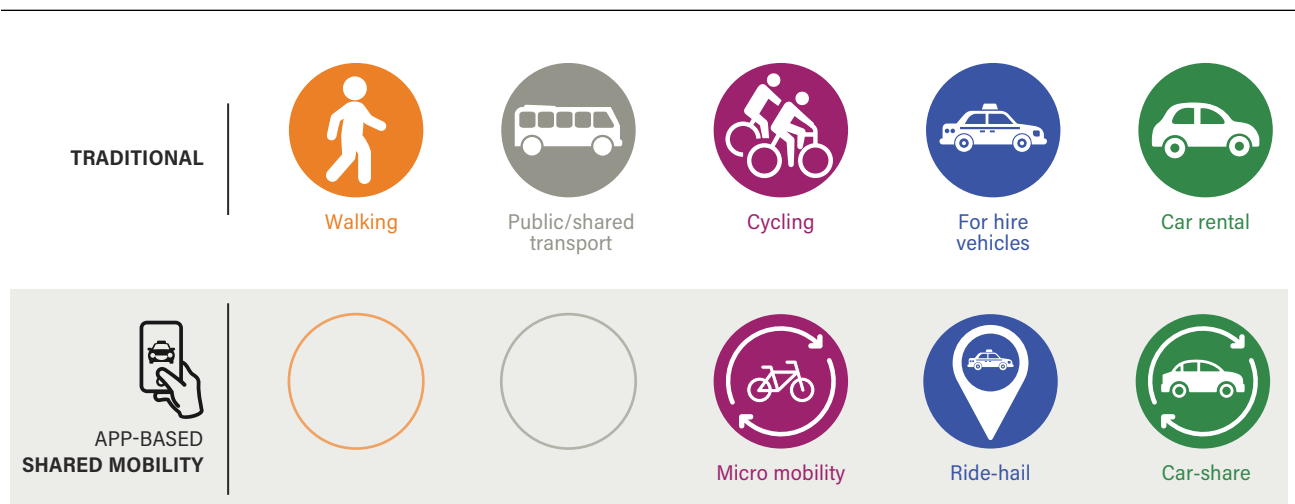 TRADITIONAL
Walking
Public/shared
transport
Cycling
For hire
vehicles
Car rental
APP-BASED
SHARED MOBILITY
Micro mobility
Ride-hail
Car-share